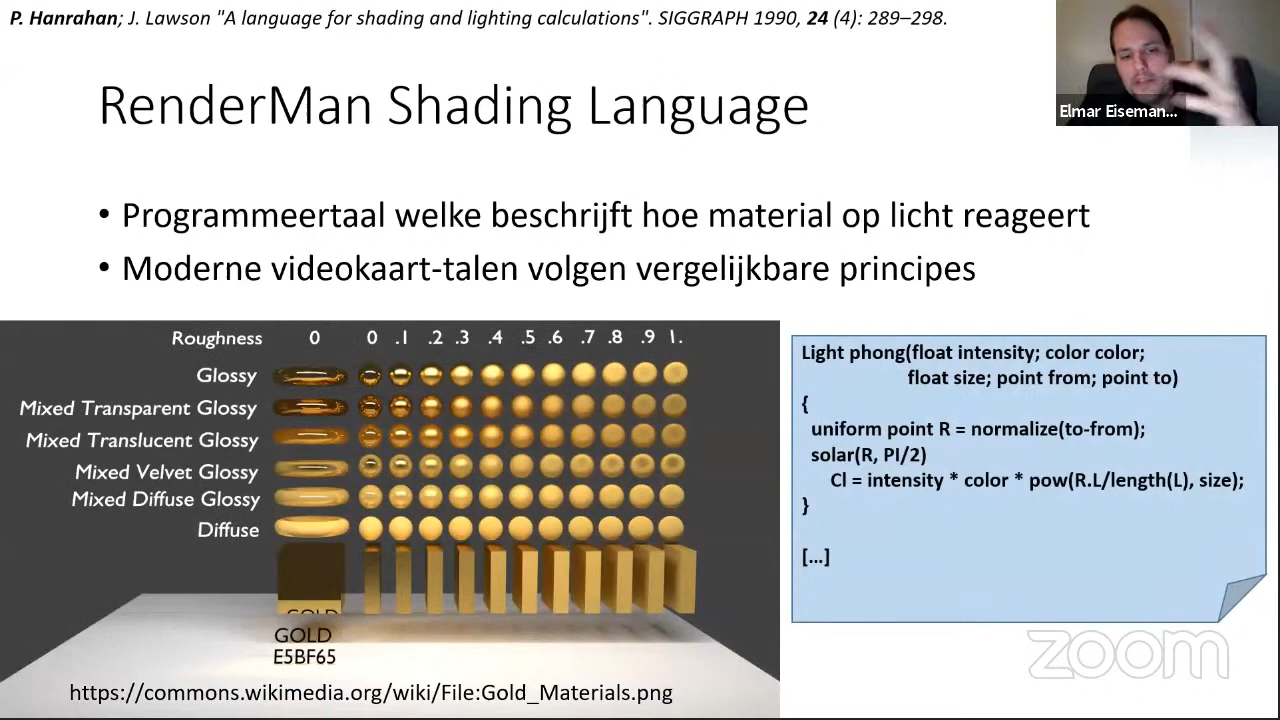 P. Hanrahan; J. Lawson "A language for shading and lighting calculations". SIGGRAPH 1990, 24 (4): 289–298.
Elmar Eiseman...
RenderMan Shading Language
• Programmeertaal welke beschrijft hoe material op licht reageert
• Moderne videokaart-talen volgen vergelijkbare principes
Roughness 0 0 .1 .2 .3 .4 .5 .6 .7 .8 .9 1.
Glossy
Mixed Transparent Glossy
Mixed Translucent Glossy
Mixed Velvet Glossy
Mixed Diffuse Glossy
Diffuse
GOLD
GOLD
E5BF65
https://commons.wikimedia.org/wiki/File:Gold_Materials.png
Light phong(float intensity; color color;
float size; point from; point to)
{
uniform point R = normalize(to-from);
solar(R, PI/2)
Cl = intensity * color * pow(R.L/length(L), size);
}
[...]
zoom